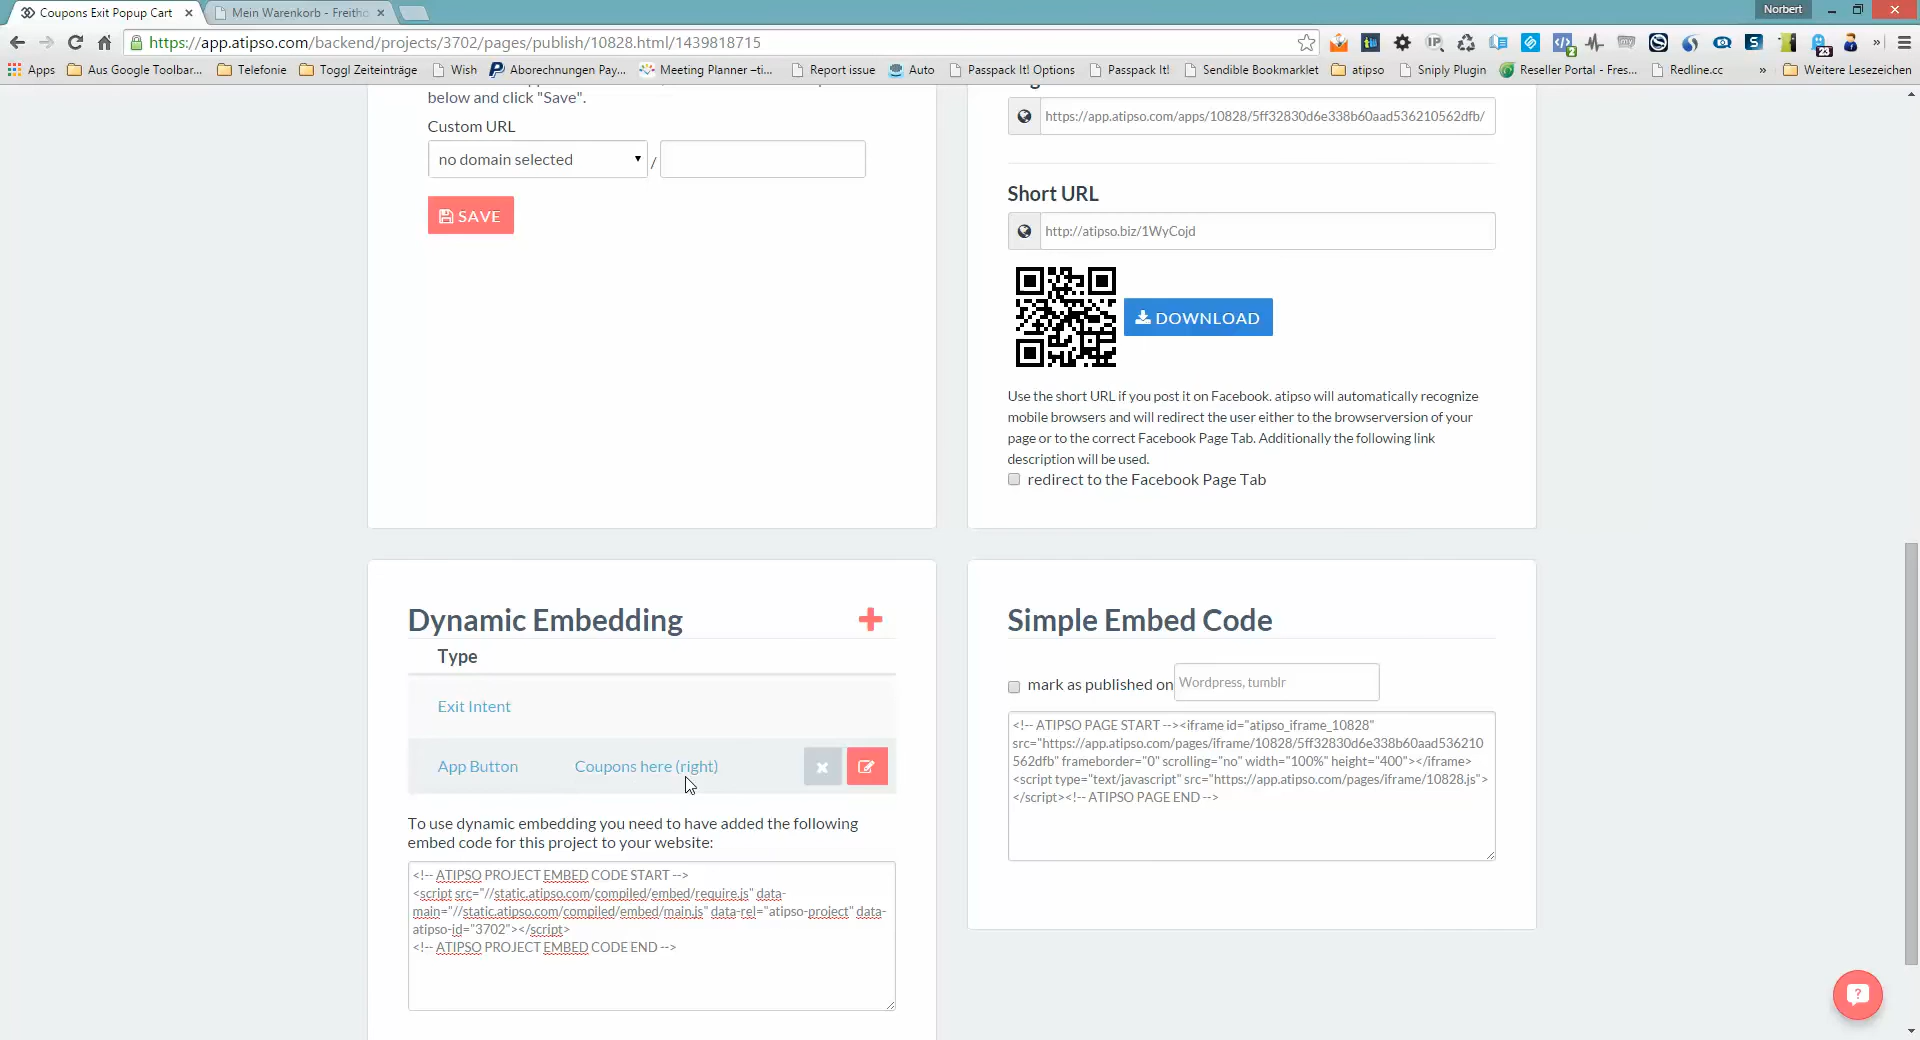 Coupons Exit Popup Cart
Mein Warenkorb - Freitho
Norbert
https://app.atipso.com/backend/projects/3702/pages/publish/10828.html/1439818715
Apps
Aus Google Toolbar...
Telefonie
Toggl Zeiteinträge
Wish
Aborechnungen Pay...
Meeting Planner –ti...
Report issue
Auto
Passpack It! Options
Passpack It!
Sendible Bookmarklet
atipso
Sniply Plugin
Reseller Portal - Fres...
Redline.cc
»
Weitere Lesezeichen
below and click "Save".
Custom URL
no domain selected
/
SAVE
https://app.atipso.com/apps/10828/5ff32830d6e338b60aad536210562dfb/
Short URL
http://atipso.biz/1WyCojd
DOWNLOAD
Use the short URL if you post it on Facebook. atipso will automatically recognize
mobile browsers and will redirect the user either to the browserversion of your
page or to the correct Facebook Page Tab. Additionally the following link
description will be used.
redirect to the Facebook Page Tab
Dynamic Embedding
Type
Exit Intent
App Button Coupons here (right)
To use dynamic embedding you need to have added the following
embed code for this project to your website:
<!-- ATIPSO PROJECT EMBED CODE START -->
<script src="//static.atipso.com/compiled/embed/require.js" data-
main="//static.atipso.com/compiled/embed/main.js" data-rel="atipso-project" data-
atipso-id="3702"></script>
<!-- ATIPSO PROJECT EMBED CODE END -->
Simple Embed Code
mark as published on
Wordpress, tumblr
<!-- ATIPSO PAGE START --><iframe id="atipso_iframe_10828"
src="https://app.atipso.com/pages/iframe/10828/5ff32830d6e338b60aad536210
562dfb" frameborder="0" scrolling="no" width="100%" height="400"></iframe>
<script type="text/javascript" src="https://app.atipso.com/pages/iframe/10828.js">
</script><!-- ATIPSO PAGE END -->